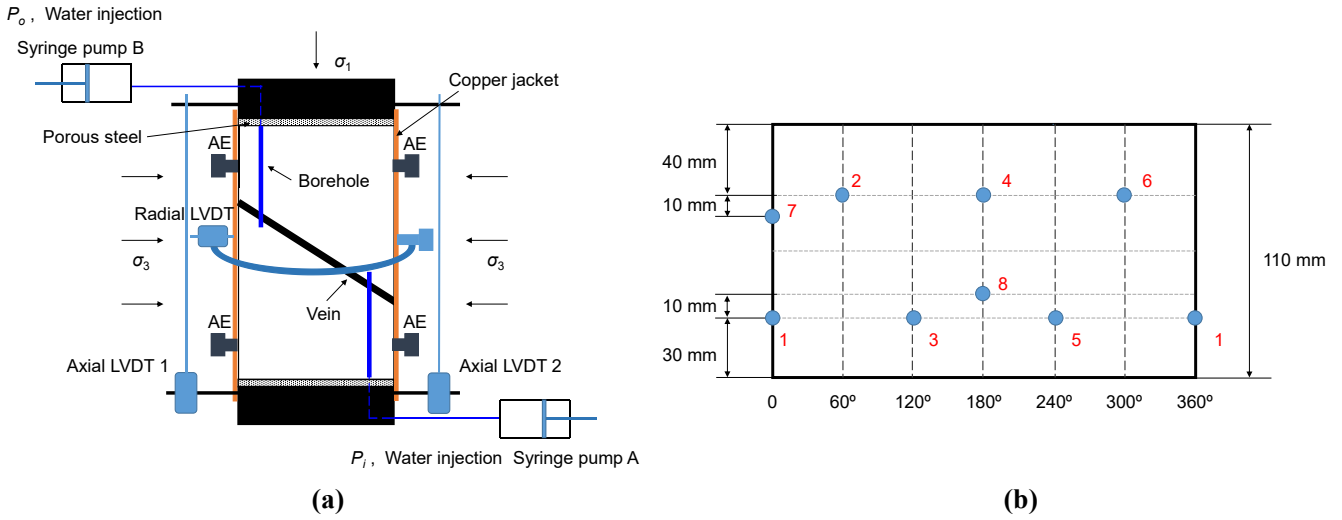 Pₒ , Water injection
Syringe pump B
σ₁
Copper jacket
Porous steel
AE
AE
Borehole
Radial LVDT
σ₃
σ₃
Vein
AE
AE
Axial LVDT 1
Axial LVDT 2
Pᵢ , Water injection Syringe pump A
(a)
40 mm
10 mm
2
4
6
7
110 mm
8
10 mm
30 mm
1
3
5
1
0
60º
120º
180º
240º
300º
360º
(b)